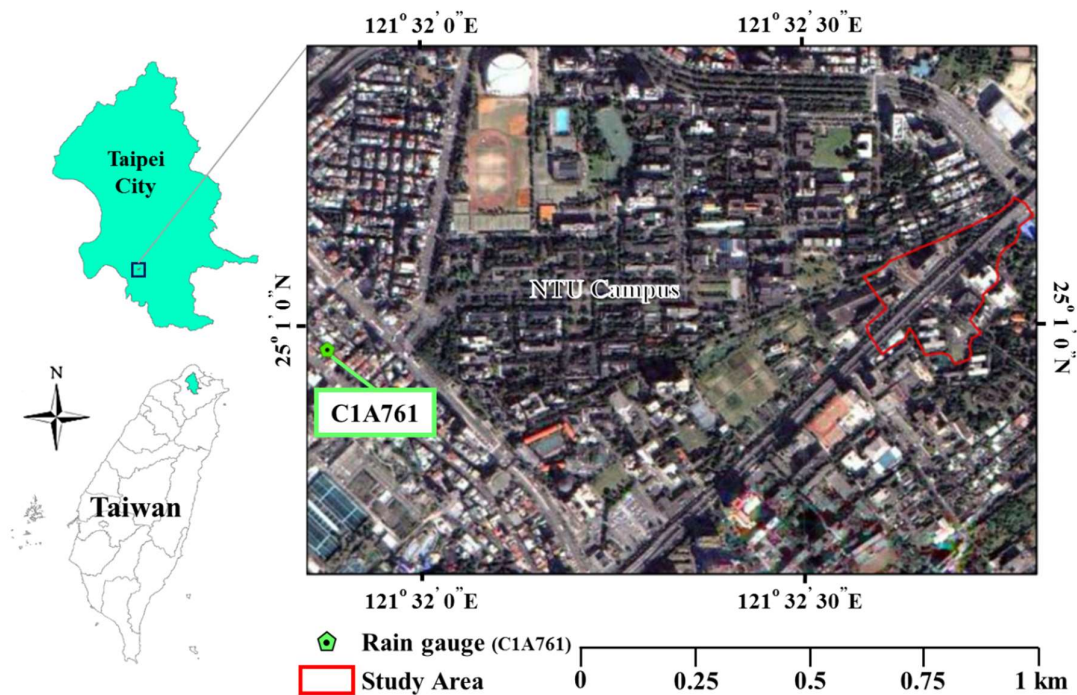 121° 32' 0"E
121° 32' 30"E
Taipei
City
NTU Campus
25° 1' 0"N
25° 1' 0"N
C1A761
N
Taiwan
121° 32' 0"E
121° 32' 30"E
Rain gauge (C1A761)
Study Area
0 0.25 0.5 0.75 1 km